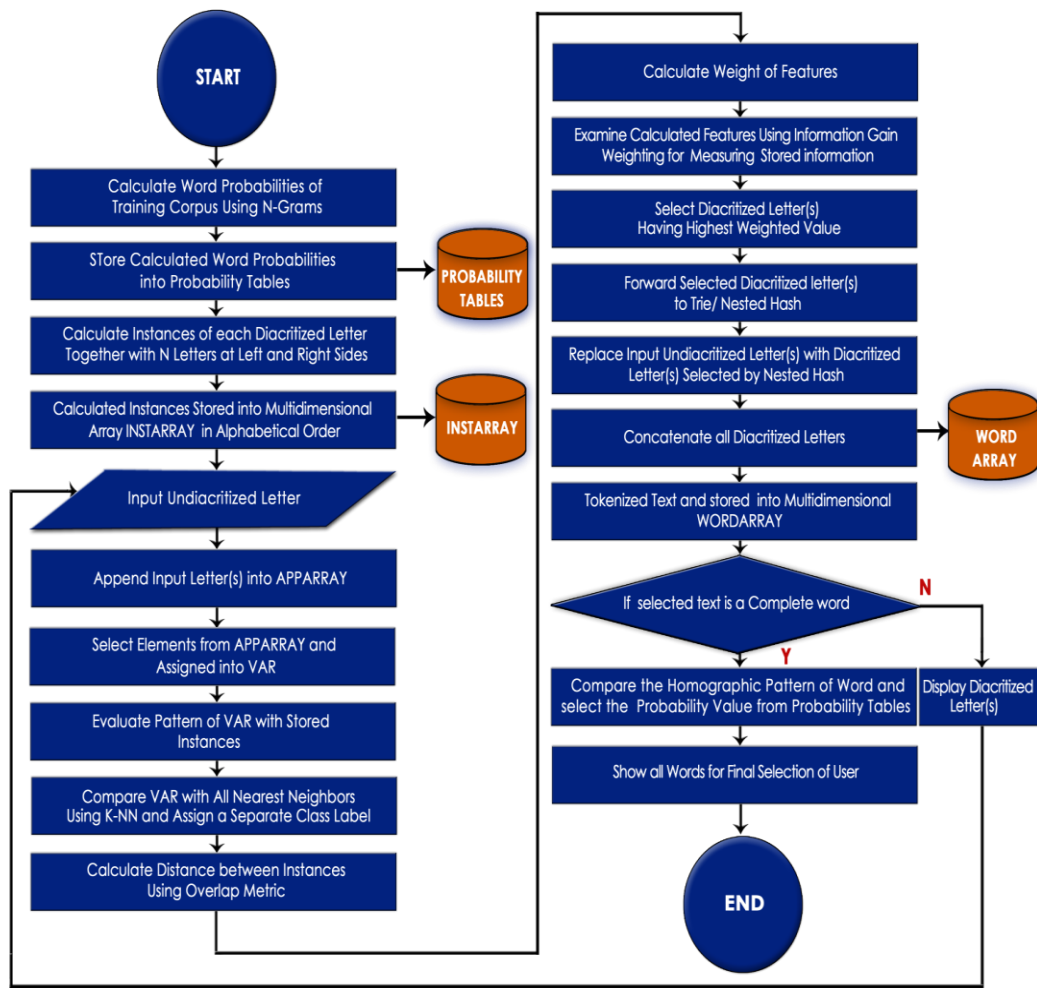 START
Calculate Word Probabilities of
Training Corpus Using N-Grams
STore Calculated Word Probabilities
into Probability Tables
PROBABILITY
TABLES
Calculate Instances of each Diacritized Letter
Together with N Letters at Left and Right Sides
Calculated Instances Stored into Multidimensional
Array INSTARRAY in Alphabetical Order
INSTARRAY
Input Undiacritized Letter
Append Input Letter(s) into APPARRAY
Select Elements from APPARRAY and
Assigned into VAR
Evaluate Pattern of VAR with Stored
Instances
Compare VAR with All Nearest Neighbors
Using K-NN and Assign a Separate Class Label
Calculate Distance between Instances
Using Overlap Metric
Calculate Weight of Features
Examine Calculated Features Using Information Gain
Weighting for Measuring Stored information
Select Diacritized Letter(s)
Having Highest Weighted Value
Forward Selected Diacritized letter(s)
to Trie/ Nested Hash
Replace Input Undiacritized Letter(s) with Diacritized
Letter(s) Selected by Nested Hash
Concatenate all Diacritized Letters
WORD
ARRAY
Tokenized Text and stored into Multidimensional
WORDARRAY
If selected text is a Complete word
N
Y
Compare the Homographic Pattern of Word and
select the Probability Value from Probability Tables
Display Diacritized
Letter(s)
Show all Words for Final Selection of User
END